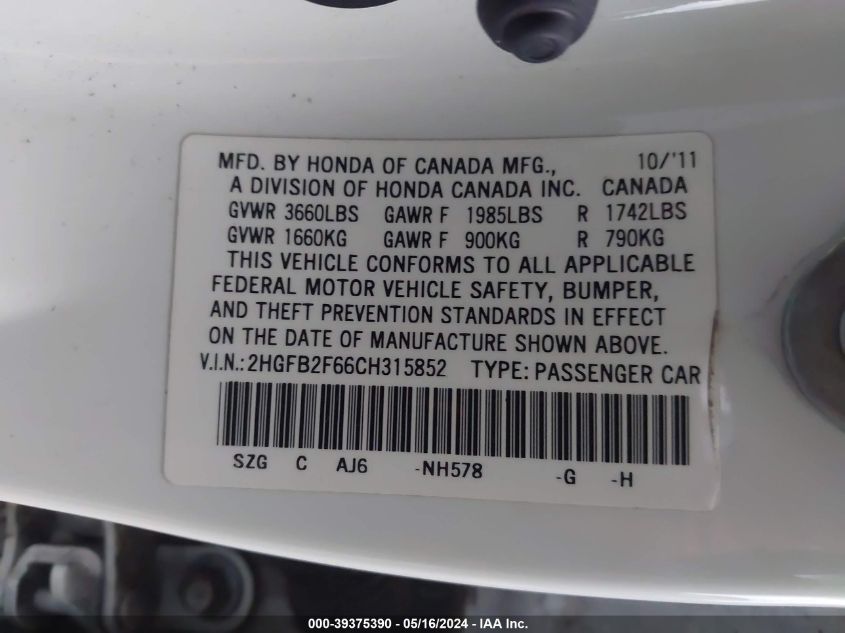 MFD. BY HONDA OF CANADA MFG., 10/'11
A DIVISION OF HONDA CANADA INC. CANADA
GVWR 3660LBS GAWR F 1985LBS R 1742LBS
GVWR 1660KG GAWR F 900KG R 790KG
THIS VEHICLE CONFORMS TO ALL APPLICABLE
FEDERAL MOTOR VEHICLE SAFETY, BUMPER,
AND THEFT PREVENTION STANDARDS IN EFFECT
ON THE DATE OF MANUFACTURE SHOWN ABOVE.
V.I.N.: 2HGFB2F66CH315852 TYPE: PASSENGER CAR
SZG C AJ6 -NH578 -G -H
000-39375390 - 05/16/2024 - IAA Inc.